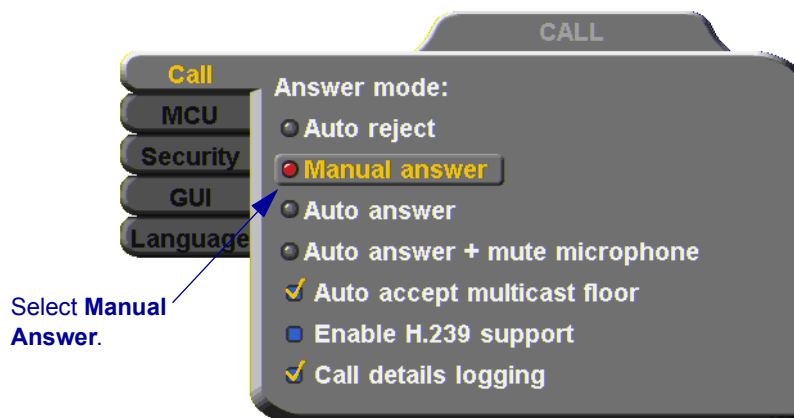 CALL
Call
MCU
Security
GUI
Language
Answer mode:
Auto reject
Manual answer
Auto answer
Auto answer + mute microphone
Auto accept multicast floor
Enable H.239 support
Call details logging
Select Manual
Answer.